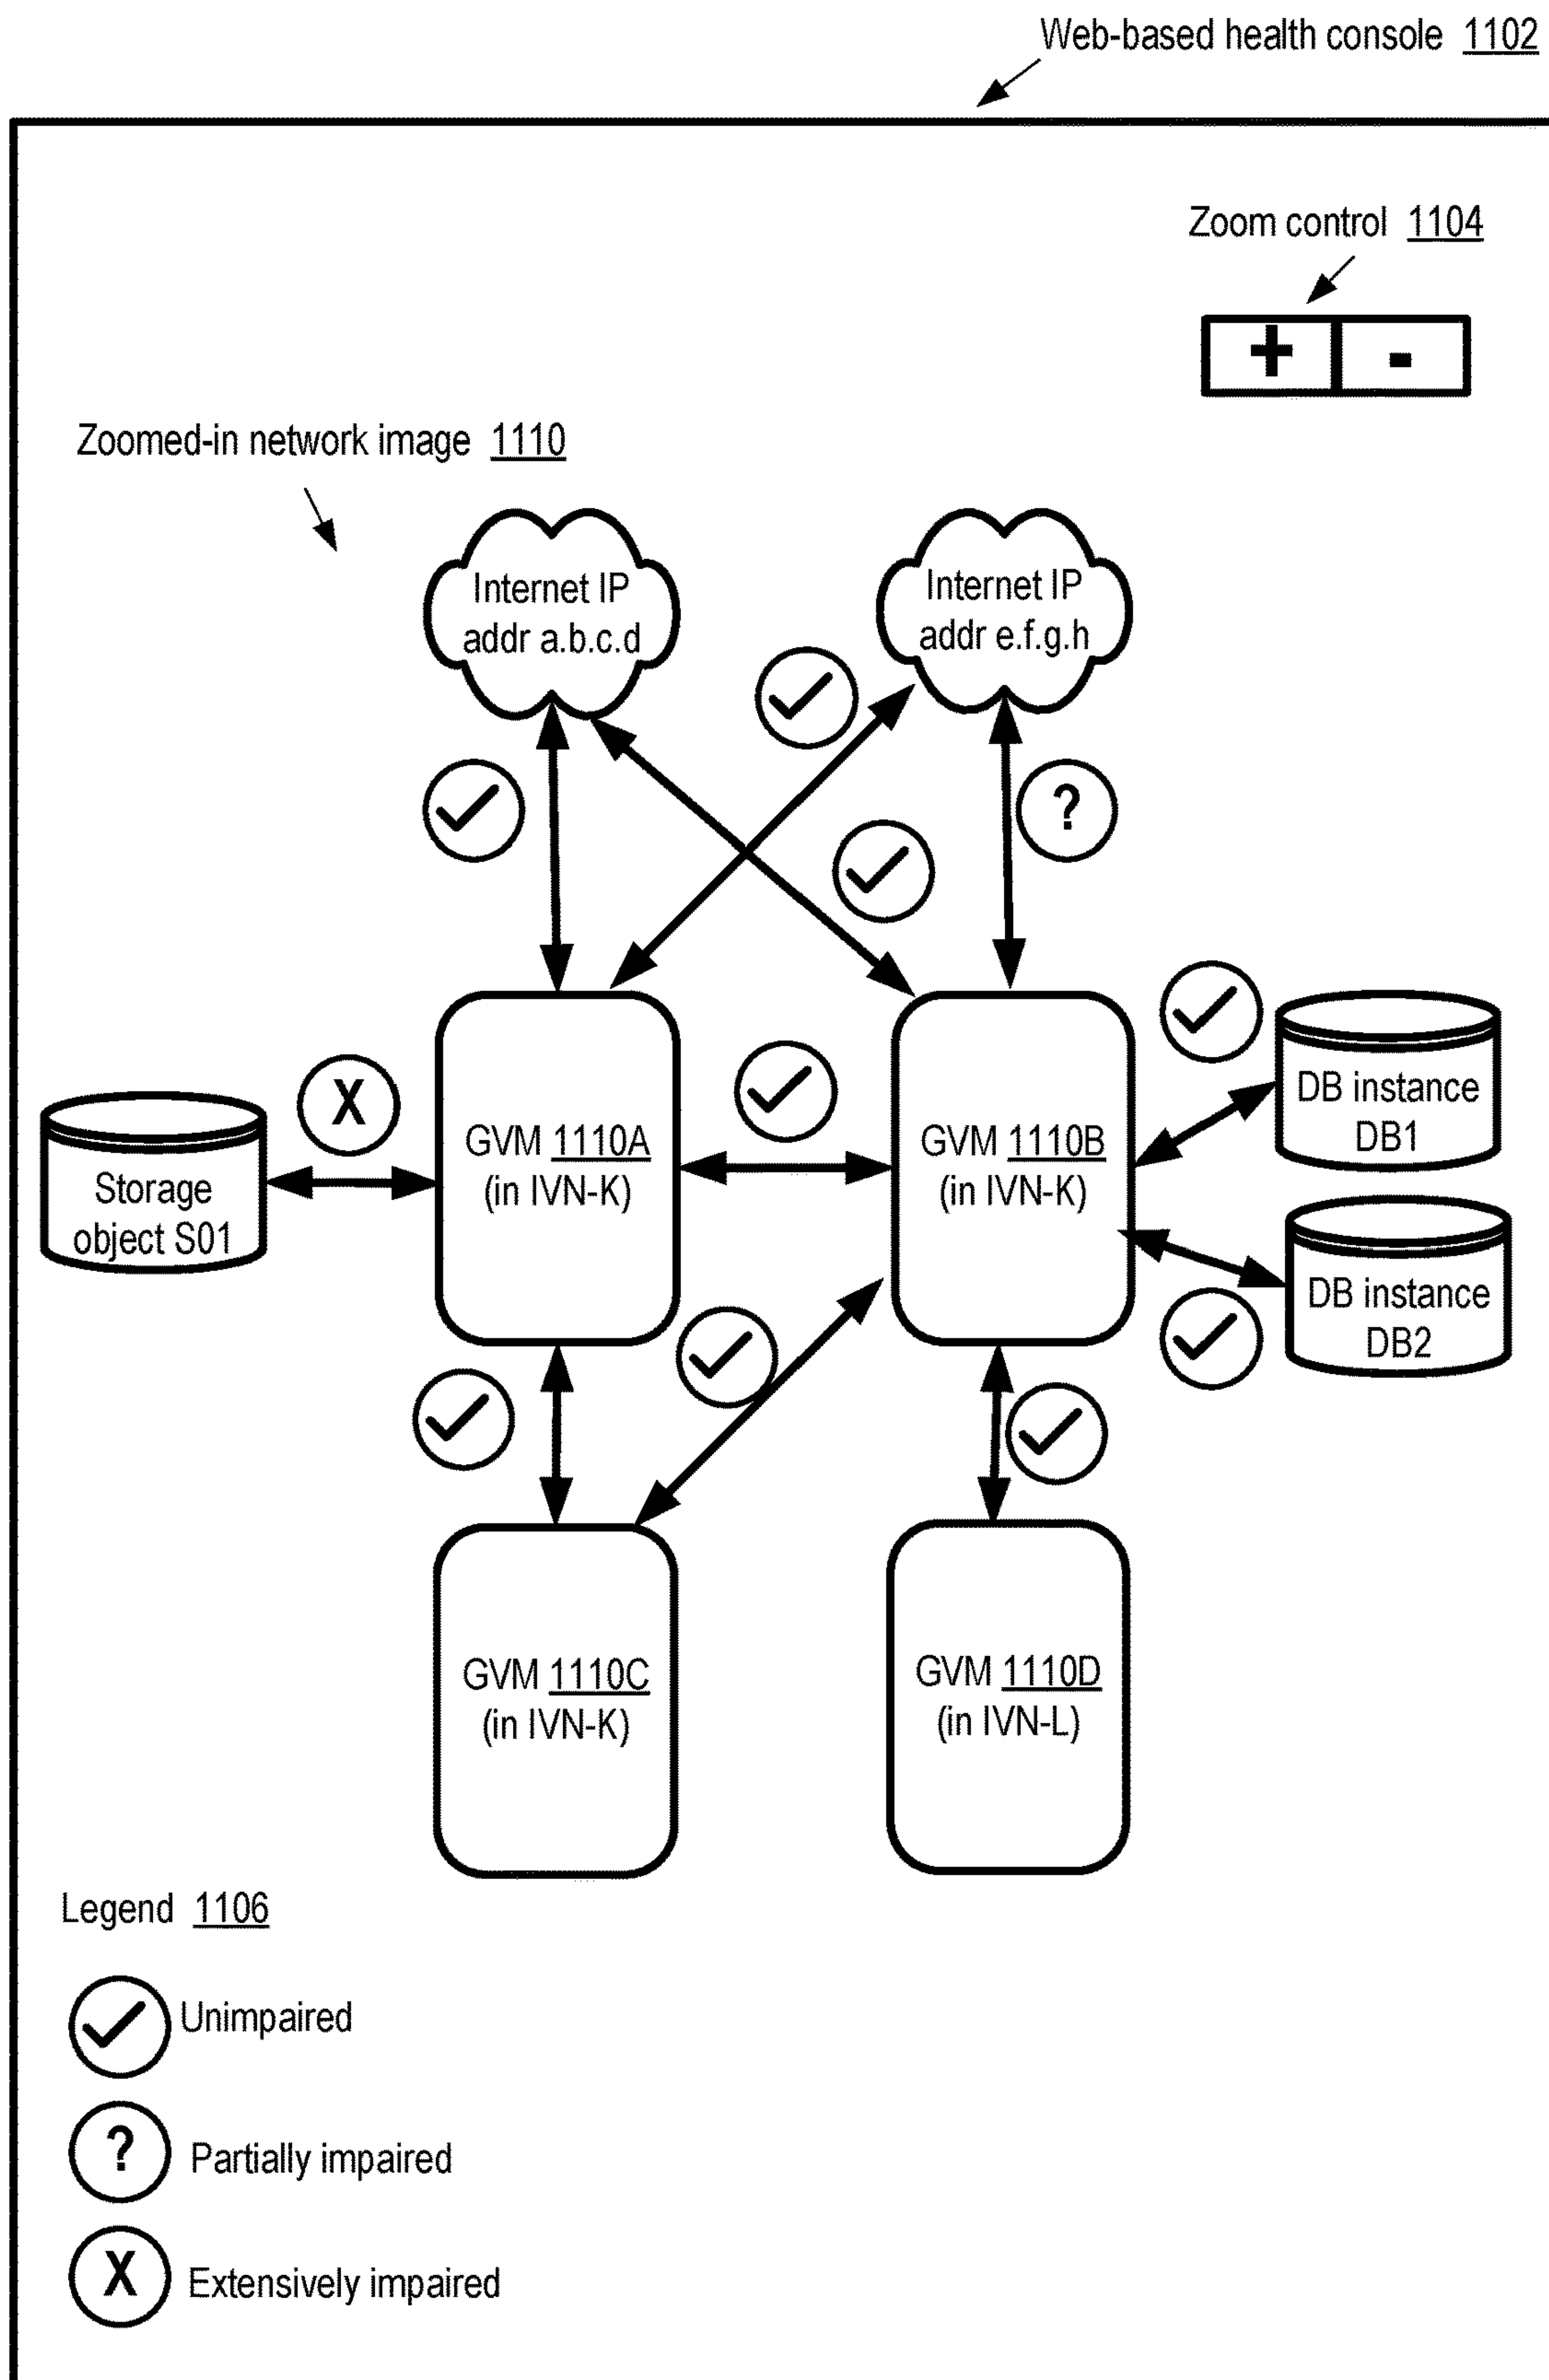 Web-based health console 1102
Zoom control 1104
+ -
Zoomed-in network image 1110
Internet IP
addr a.b.c.d
Internet IP
addr e.f.g.h
?
X
Storage
object S01
GVM 1110A
(in IVN-K)
GVM 1110B
(in IVN-K)
DB instance
DB1
DB instance
DB2
GVM 1110C
(in IVN-K)
GVM 1110D
(in IVN-L)
Legend 1106
Unimpaired
? Partially impaired
X Extensively impaired